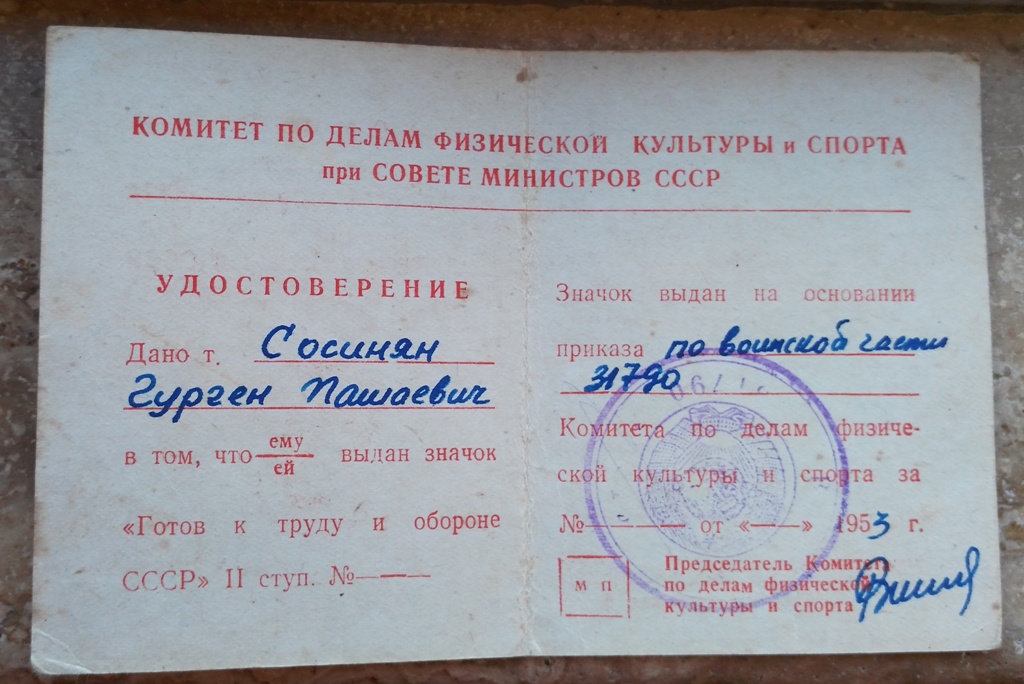 КОМИТЕТ ПО ДЕЛАМ ФИЗИЧЕСКОЙ КУЛЬТУРЫ и СПОРТА
при СОВЕТЕ МИНИСТРОВ СССР
УДОСТОВЕРЕНИЕ
Дано т. Сосинян
Гурген Пашаевич
в том, что ему
ей
выдан значок
«Готов к труду и обороне
СССР» II ступ. №
Значок выдан на основании
приказа по воинской части
31790
Комитета по делам физиче-
ской культуры и спорта за
№ — от «—» 1953 г.
М П
Председатель Комитета
по делам физической
культуры и спорта